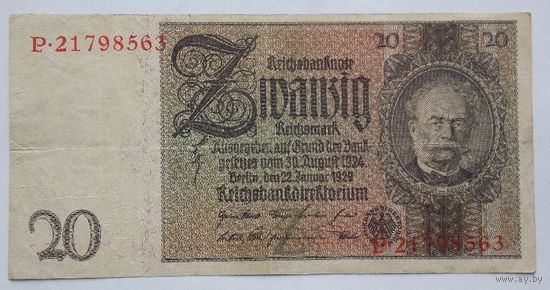 P·21798563
20
20
Reichsbanknote
Zwanzig
Reichsmark
Ausgegeben auf Grund des Bank
gesetzes vom 30. August 1924
Berlin, den 22. Januar 1929
Reichsbankdirektorium
20
P·21798563
www.ay.by